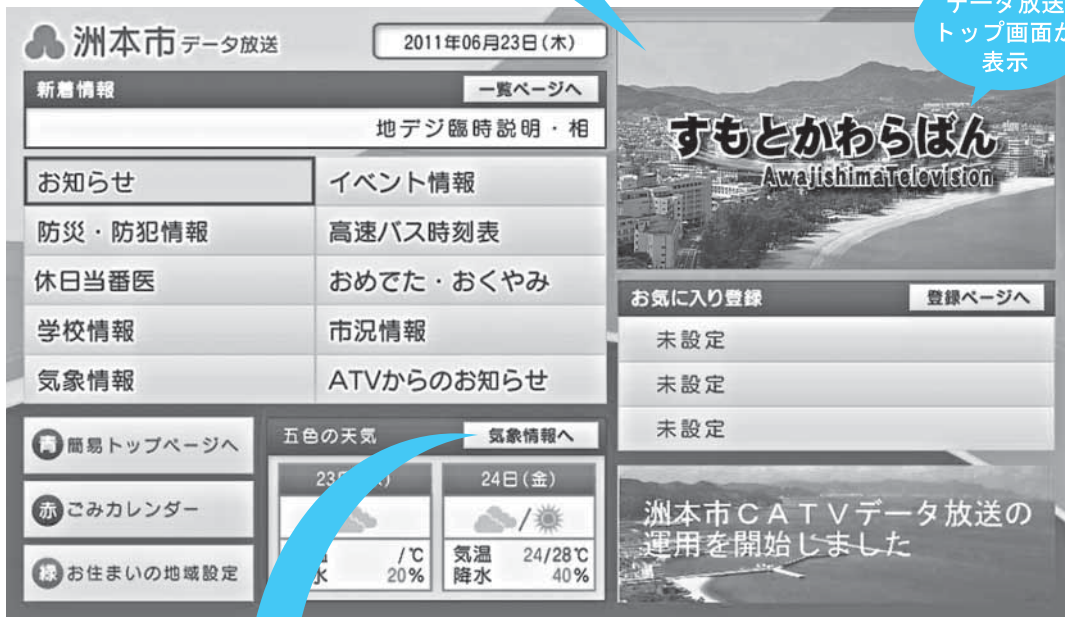 洲本市 データ放送
2011年06月23日(木)
新着情報
一覧ページへ
地デジ臨時説明・相
お知らせ
イベント情報
防災・防犯情報
高速バス時刻表
休日当番医
おめでた・おくやみ
学校情報
市況情報
気象情報
ATVからのお知らせ
青 簡易トップページへ
赤 ごみカレンダー
緑 お住まいの地域設定
五色の天気
気象情報へ
23
24日(金)
/℃
20%
気温 24/28℃
降水 40%
データ放送
トップ画面が
表示
すもとかわらばん
AwajishimaTelevision
お気に入り登録
登録ページへ
未設定
未設定
未設定
洲本市CATVデータ放送の
運用を開始しました